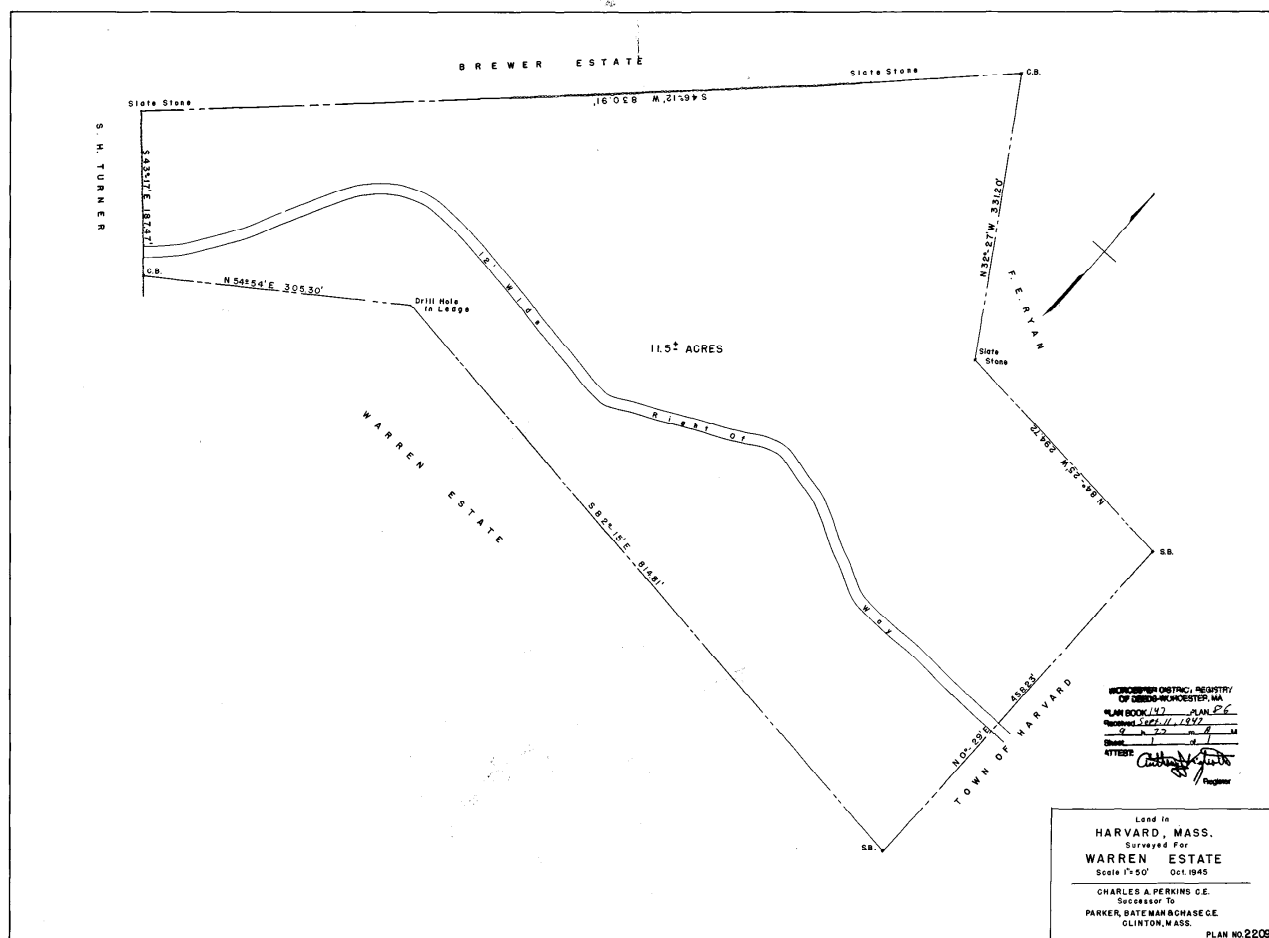 BREWER ESTATE
Slate Stone
Slate Stone
C.B.
S 46°-12' W 830.91'
S. H. TURNER
S 43°-17' E 187.47'
C.B.
N 54°-54' E 305.30'
Drill Hole
in Ledge
12' Wide
Right Of
Way
11.5± ACRES
N 32°-27' W 331.20'
F. E. RYAN
Slate
Stone
N 84°-25' W 294.72
S.B.
WARREN ESTATE
S 82°-15' E 814.81'
N 0°-29' E 458.23'
TOWN OF HARVARD
S.B.
WORCESTER DISTRICT REGISTRY
OF DEEDS-WORCESTER, MA
PLAN BOOK 147 PLAN 86
Received Sept. 11, 1947
9 h 27 m A M
Sheet 1 of 1
ATTEST:
Register
Land in
HARVARD, MASS.
Surveyed For
WARREN ESTATE
Scale 1"=50' Oct. 1945
CHARLES A. PERKINS C.E.
Successor To
PARKER, BATEMAN & CHASE C.E.
CLINTON, MASS.
PLAN NO. 2209